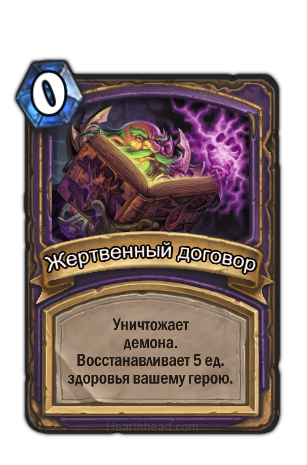 0
Жертвенный договор
Уничтожает
демона.
Восстанавливает 5 ед.
здоровья вашему герою.
Hearthhead.com